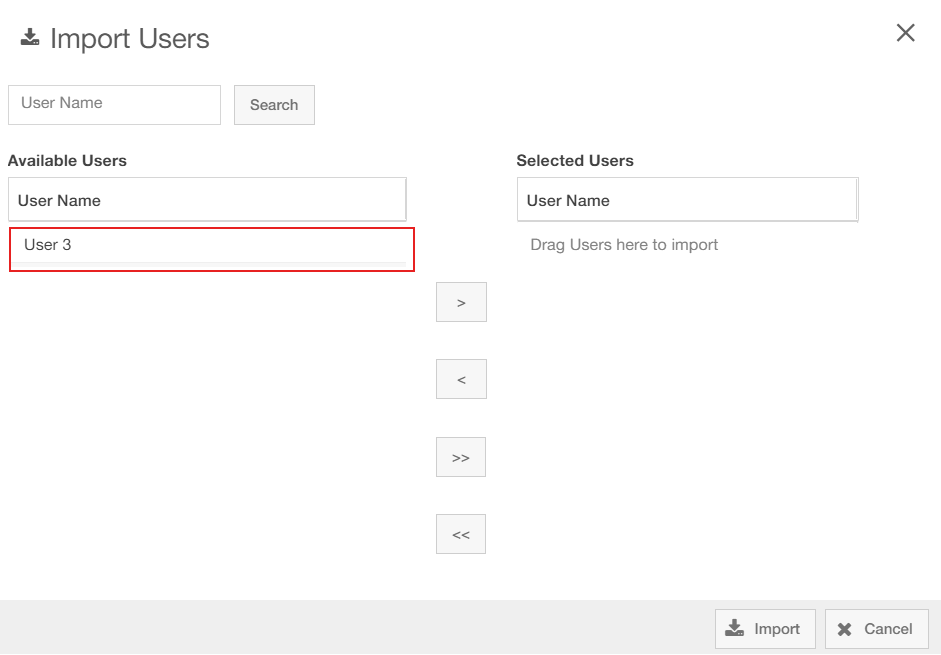 Import Users
User Name
Search
Available Users
Selected Users
User Name
User Name
User 3
Drag Users here to import
>
<
>>
<<
Import
Cancel